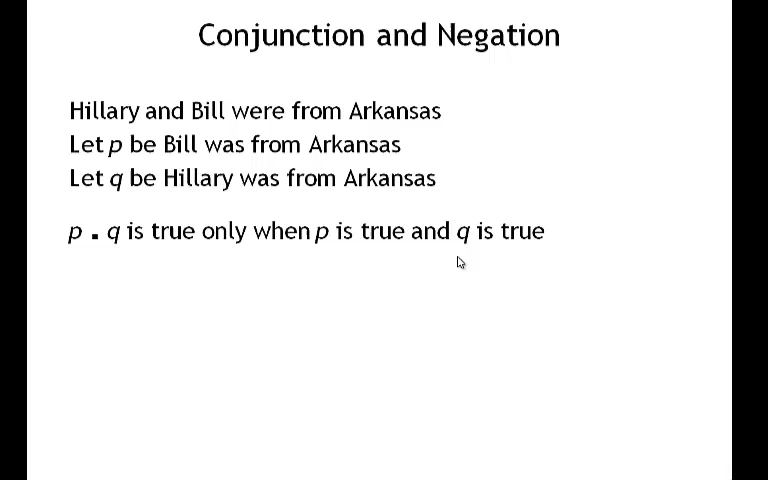 Conjunction and Negation
Hillary and Bill were from Arkansas
Let p be Bill was from Arkansas
Let q be Hillary was from Arkansas
p . q is true only when p is true and q is true